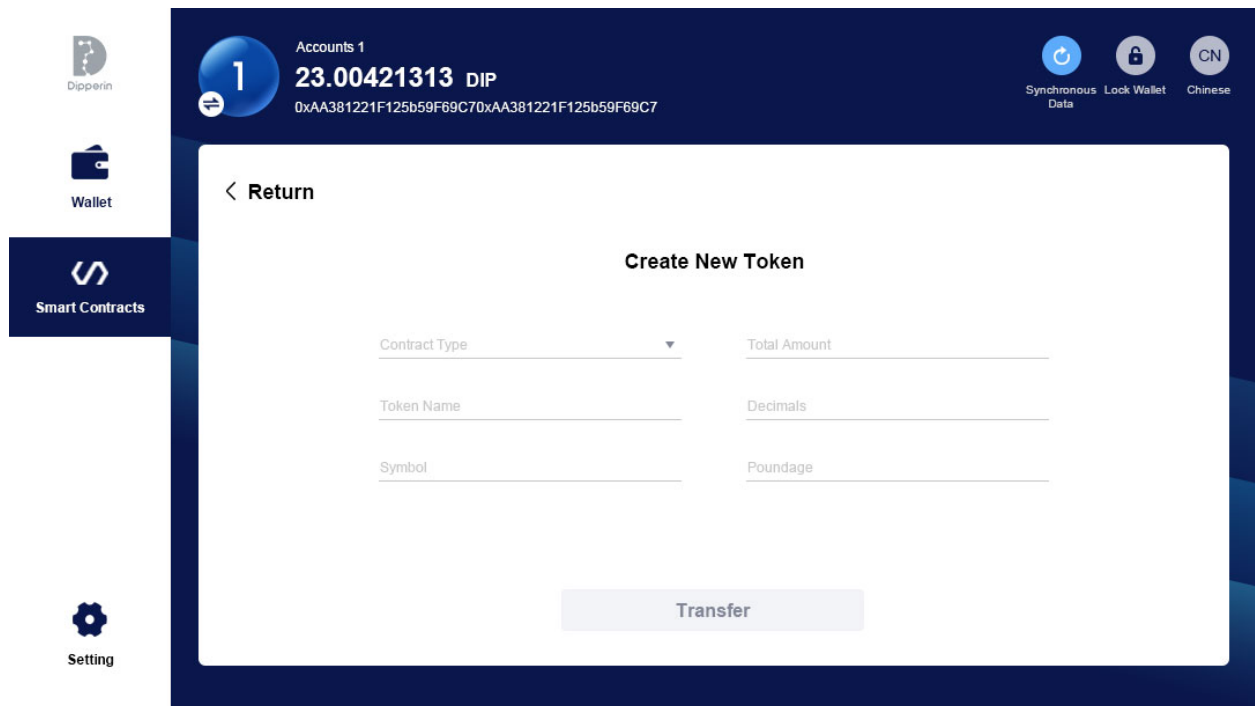 Dipperin
Wallet
Smart Contracts
Setting
1
Accounts 1
23.00421313 DIP
0xAA381221F125b59F69C70xAA381221F125b59F69C7
Synchronous
Data
Lock Wallet
CN
Chinese
Return
Create New Token
Contract Type
Total Amount
Token Name
Decimals
Symbol
Poundage
Transfer